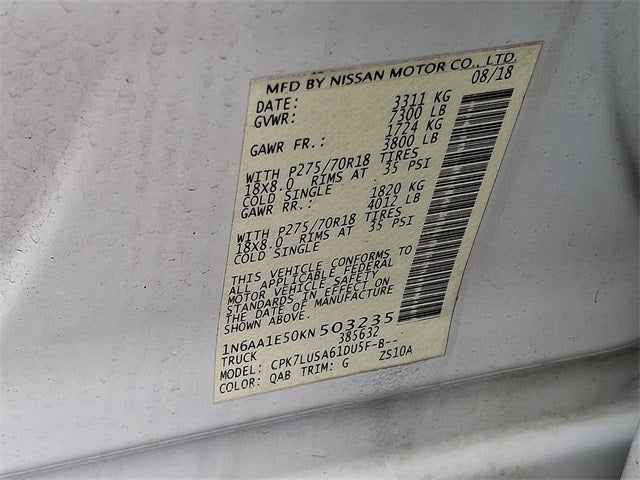 MFD BY NISSAN MOTOR CO., LTD.
DATE: 08/18
GVWR: 3311 KG
7300 LB
GAWR FR.: 1724 KG
3800 LB
WITH P275/70R18 TIRES
18X8.0 RIMS AT 35 PSI
COLD SINGLE
GAWR RR.: 1820 KG
4012 LB
WITH P275/70R18 TIRES
18X8.0 RIMS AT 35 PSI
COLD SINGLE
THIS VEHICLE CONFORMS TO
ALL APPLICABLE FEDERAL
MOTOR VEHICLE SAFETY
STANDARDS IN EFFECT ON
THE DATE OF MANUFACTURE
SHOWN ABOVE.
1N6AA1E50KN503235
TRUCK 385632
MODEL: CPK7LUSA61DU5F-B--
COLOR: QAB TRIM: G ZS10A